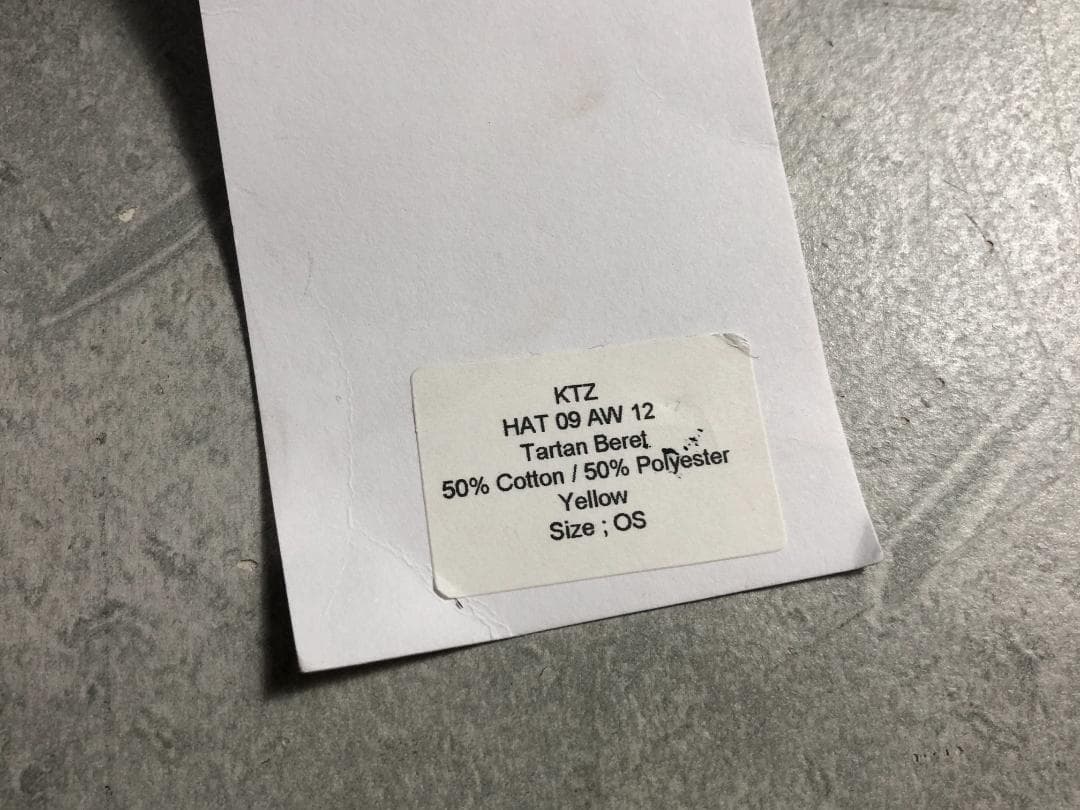 KTZ
HAT 09 AW 12
Tartan Beret
50% Cotton / 50% Polyester
Yellow
Size ; OS